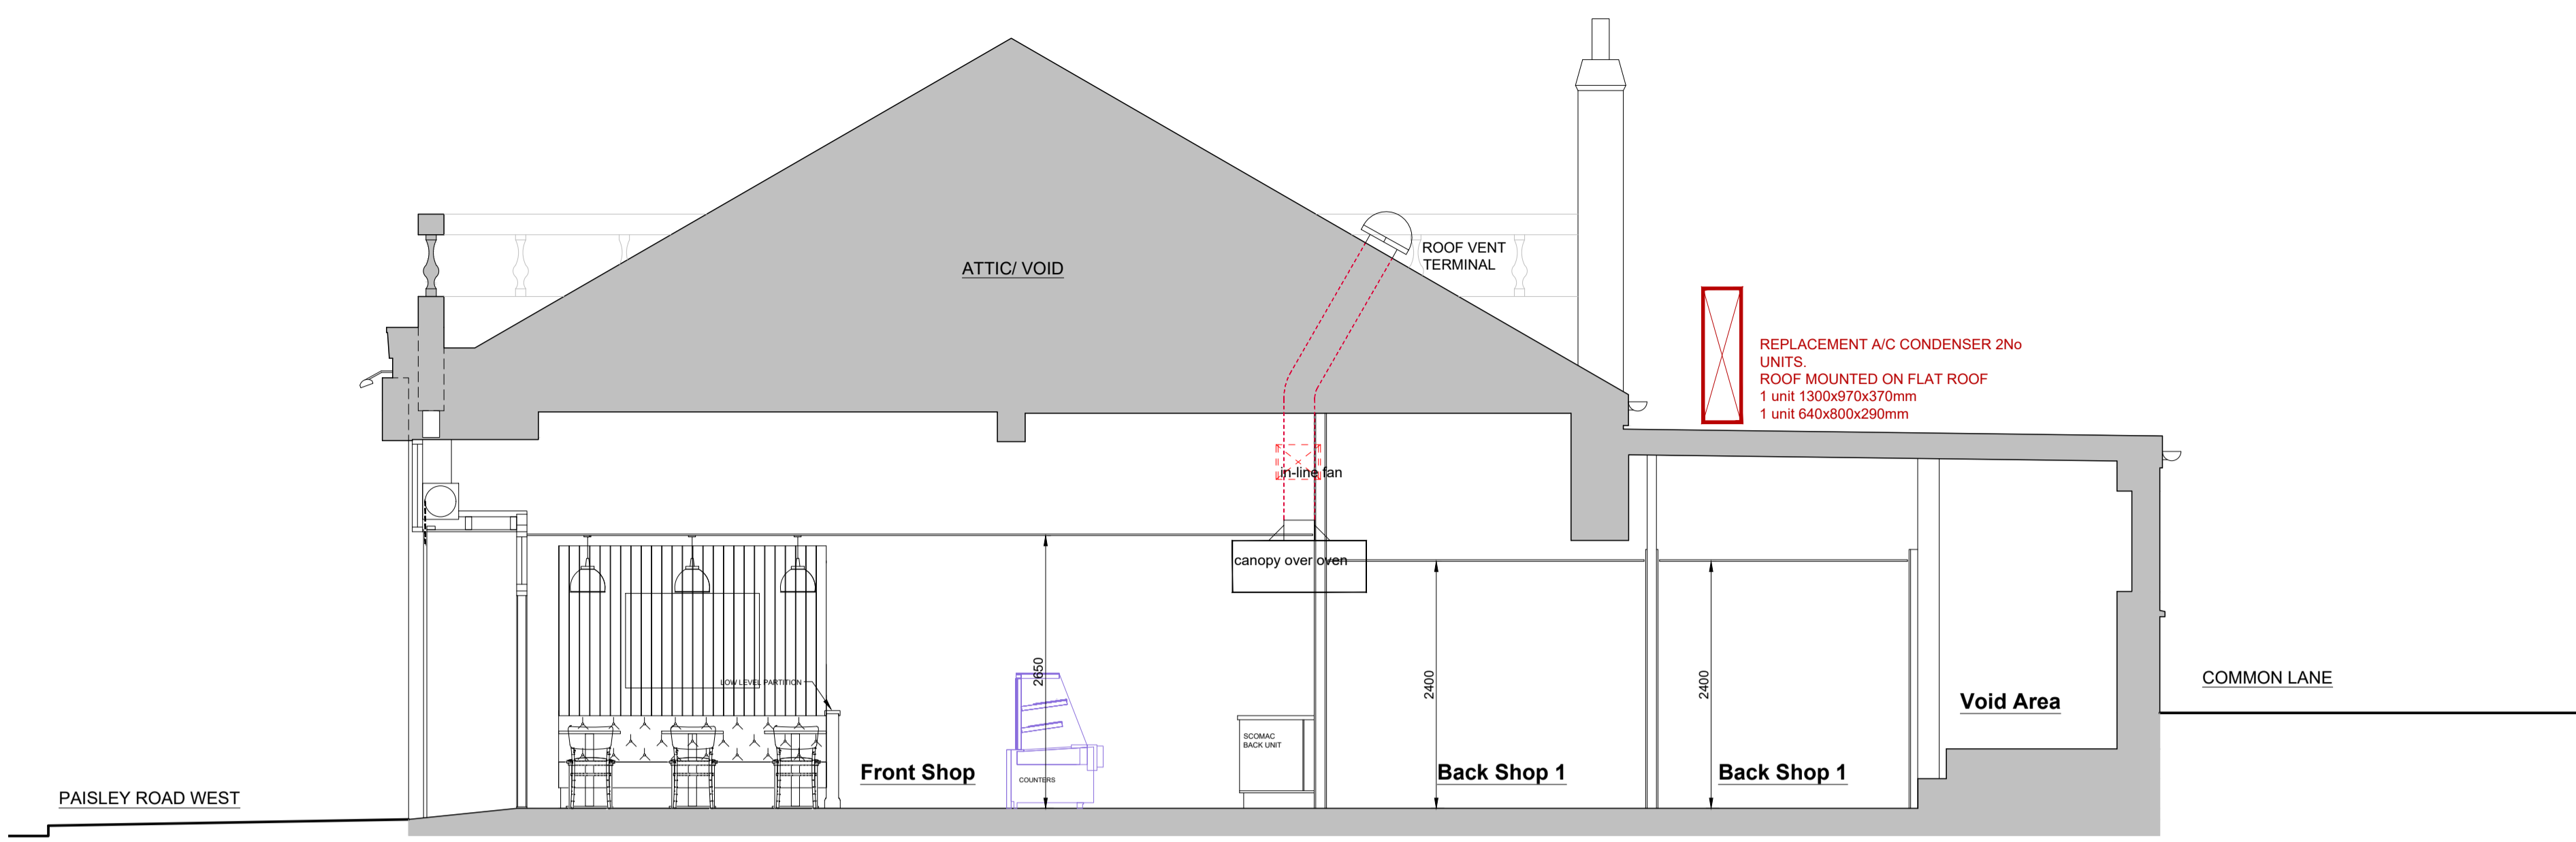 ATTIC/ VOID
ROOF VENT
TERMINAL
REPLACEMENT A/C CONDENSER 2No
UNITS.
ROOF MOUNTED ON FLAT ROOF
1 unit 1300x970x370mm
1 unit 640x800x290mm
in-line fan
canopy over oven
2650
2400
2400
LOW LEVEL PARTITION
COMMON LANE
Void Area
SCOMAC
BACK UNIT
Front Shop
COUNTERS
Back Shop 1
Back Shop 1
PAISLEY ROAD WEST